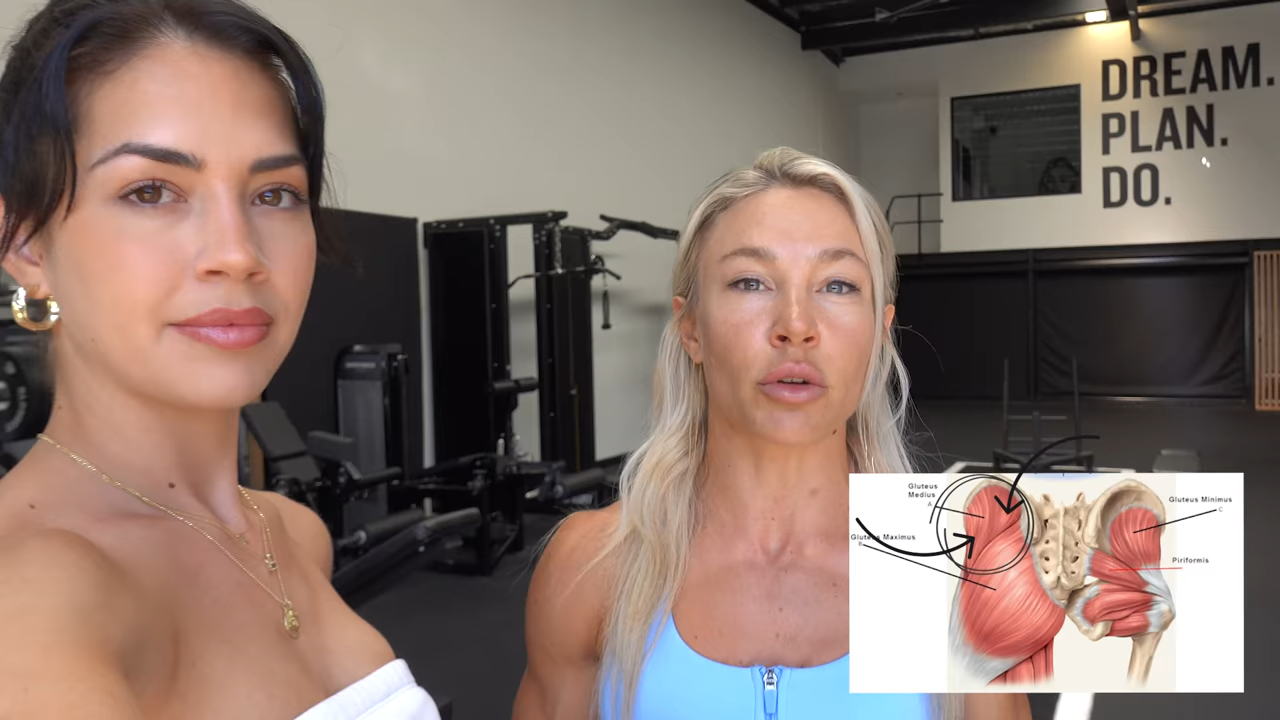 DREAM.
PLAN.
DO.
Gluteus
Medius
A
Gluteus Maximus
B
Gluteus Minimus
C
Piriformis